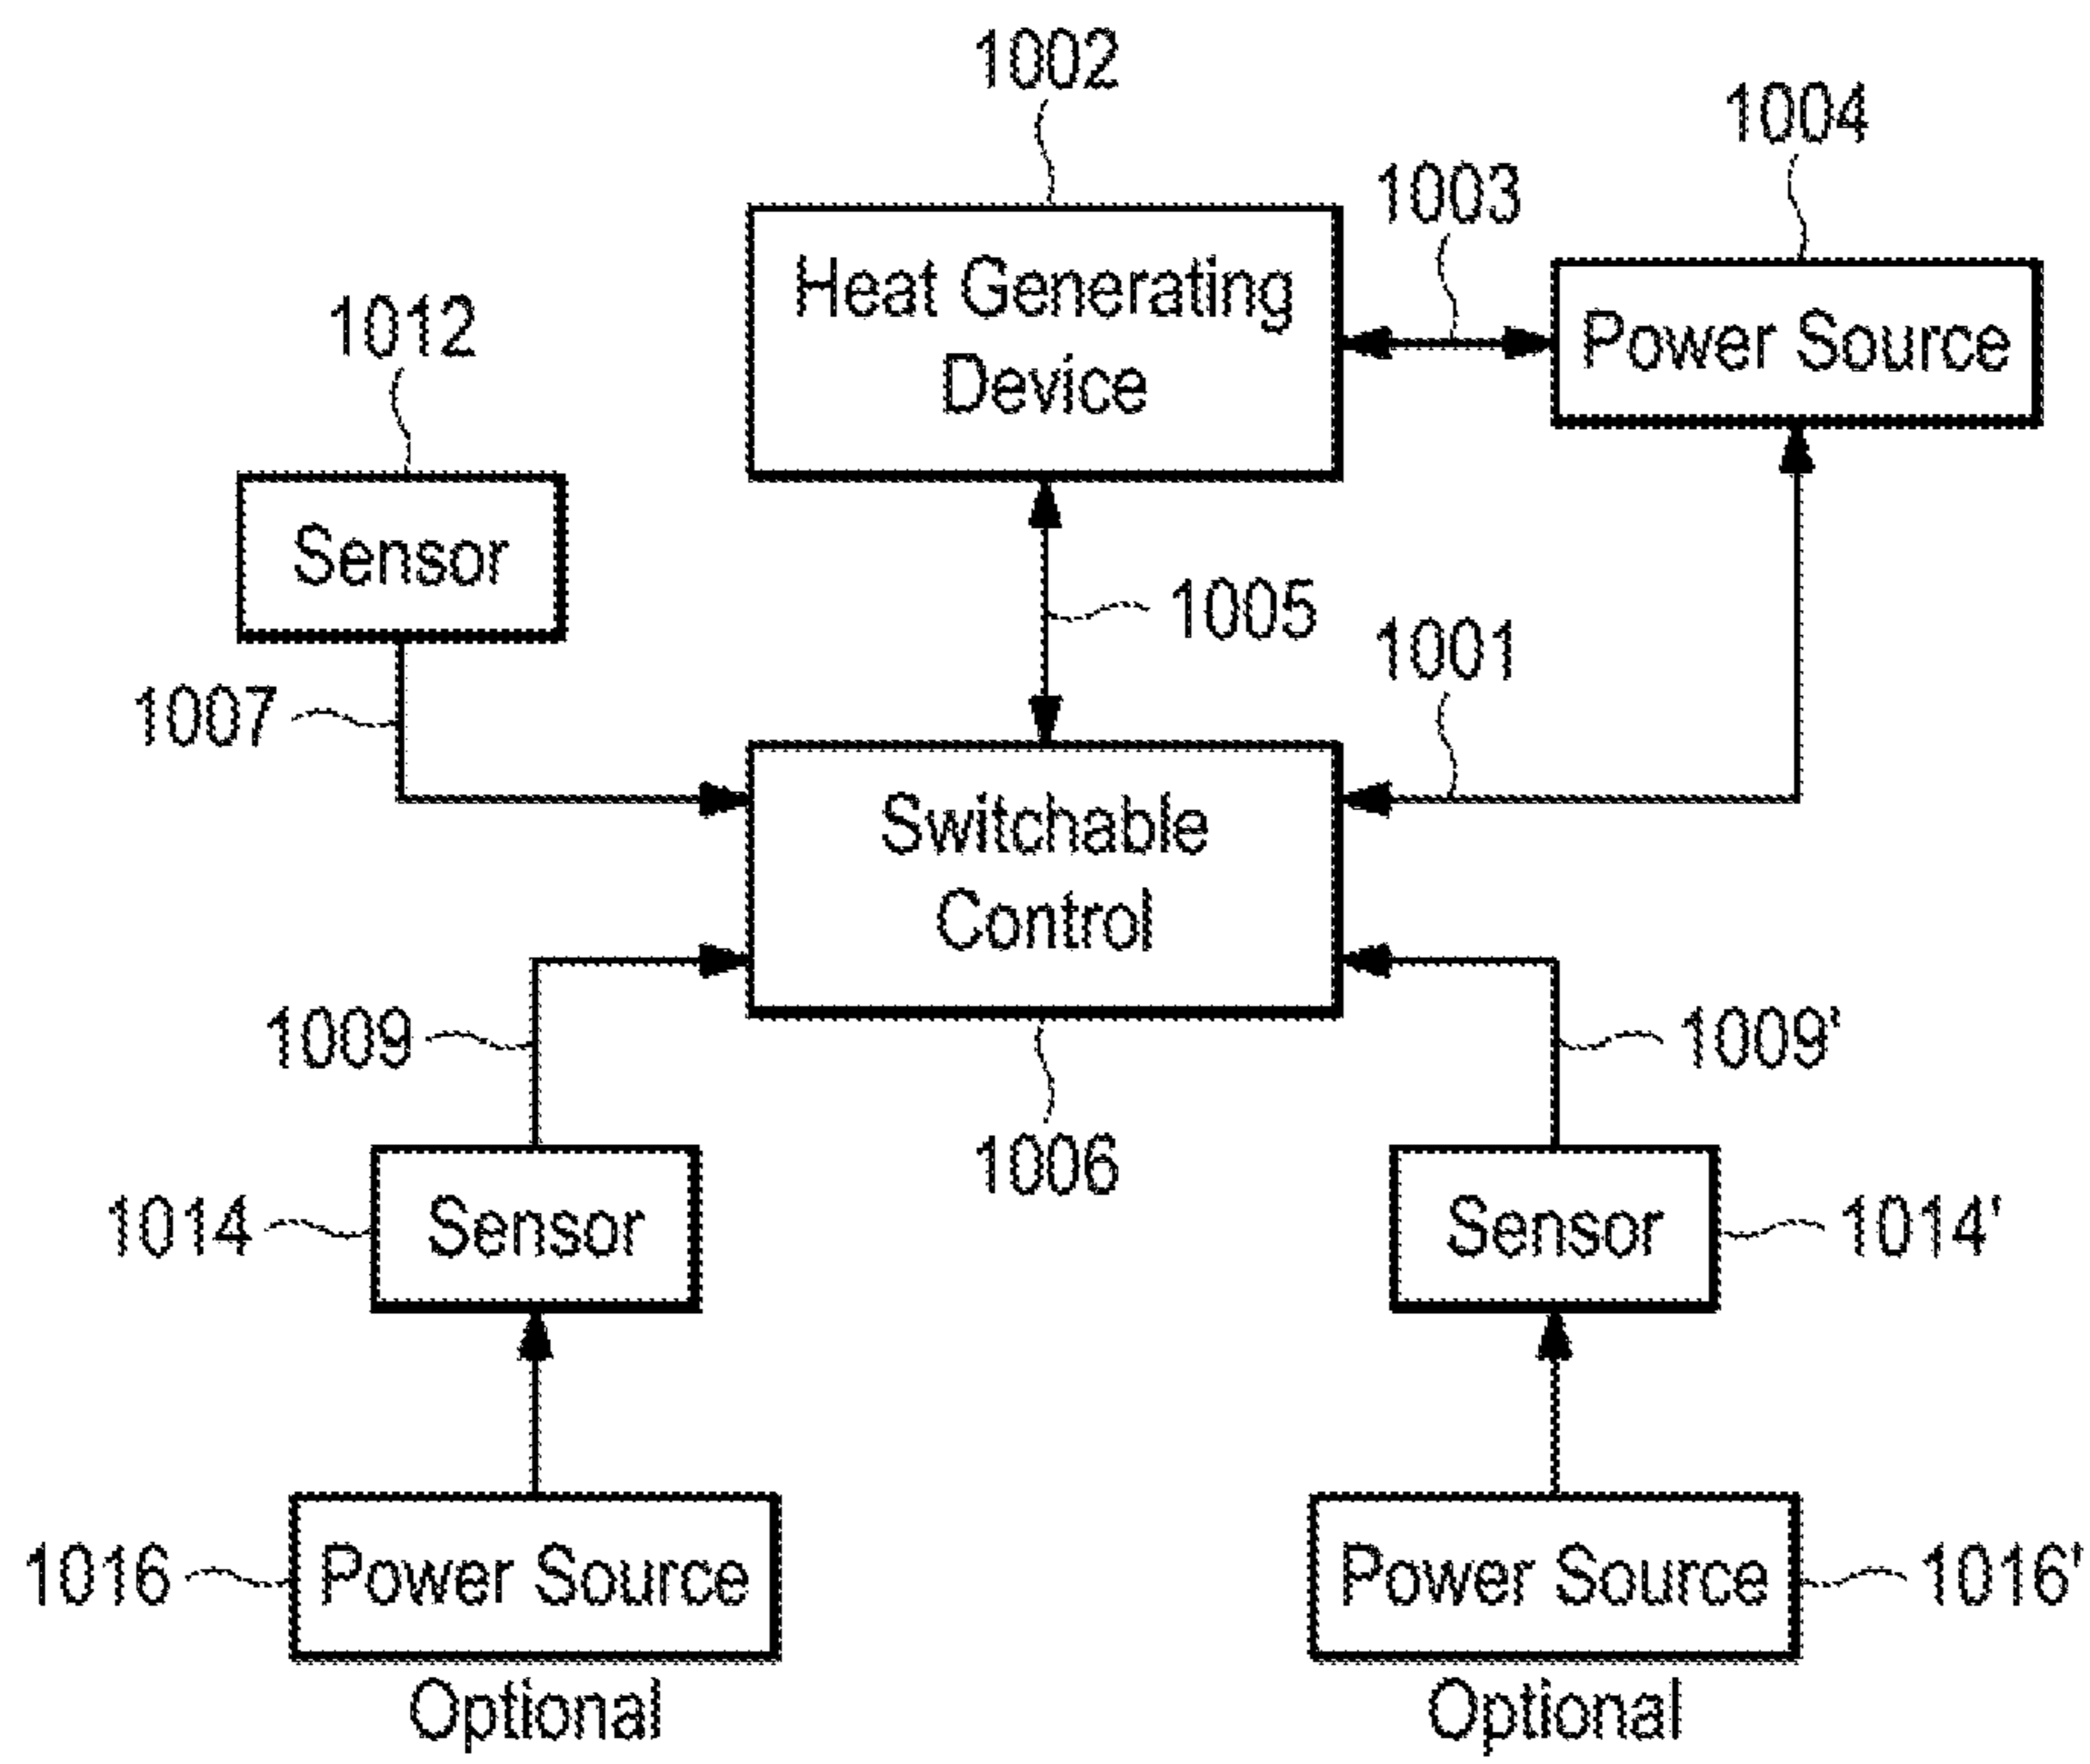 1002
1004
1003
Heat Generating
Device
Power Source
1012
Sensor
1005
1001
1007
Switchable
Control
1009
1009'
1006
1014
Sensor
Sensor
1014'
1016
Power Source
Power Source
1016'
Optional
Optional